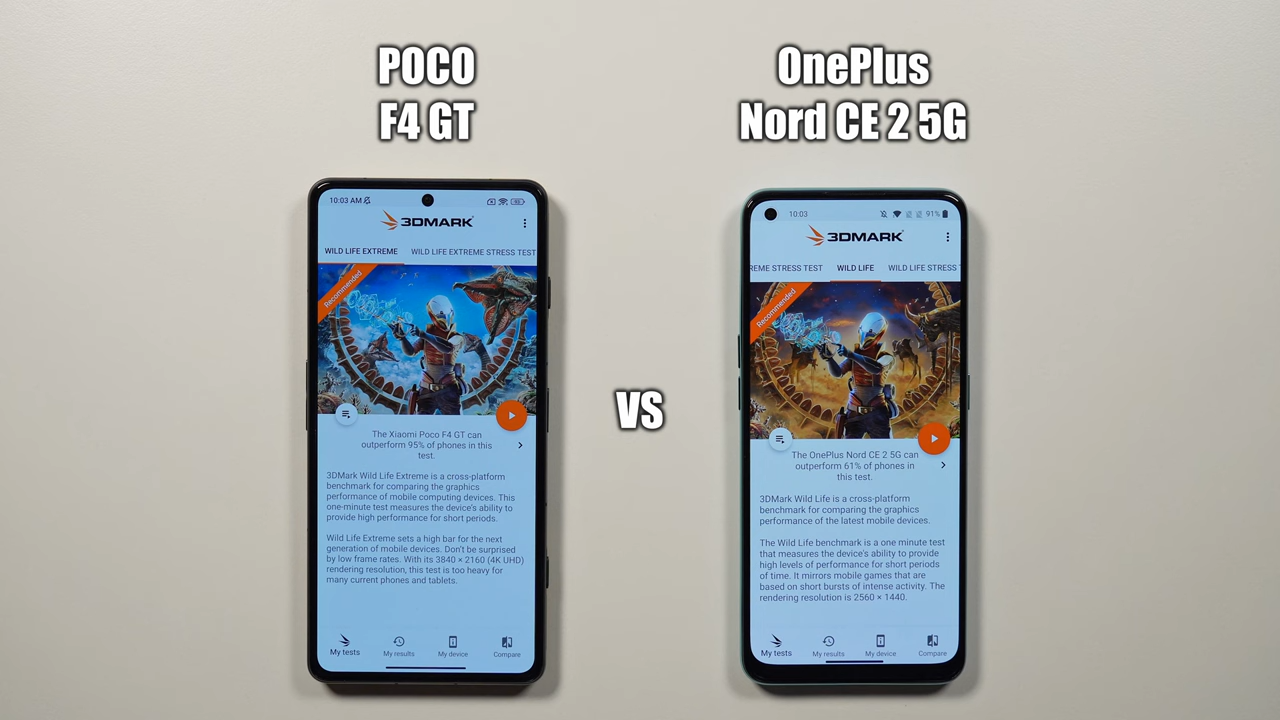 POCO
F4 GT
OnePlus
Nord CE 2 5G
VS
10:03 AM
3DMARK
WILD LIFE EXTREME WILD LIFE EXTREME STRESS TEST
Recommended
The Xiaomi Poco F4 GT can
outperform 95% of phones in this
test.
3DMark Wild Life Extreme is a cross-platform
benchmark for comparing the graphics
performance of mobile computing devices. This
one-minute test measures the device's ability to
provide high performance for short periods.
Wild Life Extreme sets a high bar for the next
generation of mobile devices. Don't be surprised
by low frame rates. With its 3840 × 2160 (4K UHD)
rendering resolution, this test is too heavy for
many current phones and tablets.
My tests My results My device Compare
10:03 91%
3DMARK
REME STRESS TEST WILD LIFE WILD LIFE STRESS
Recommended
The OnePlus Nord CE 2 5G can
outperform 61% of phones in
this test.
3DMark Wild Life is a cross-platform
benchmark for comparing the graphics
performance of the latest mobile devices.
The Wild Life benchmark is a one minute test
that measures the device's ability to provide
high levels of performance for short periods
of time. It mirrors mobile games that are
based on short bursts of intense activity. The
rendering resolution is 2560 × 1440.
My tests My results My device Compare